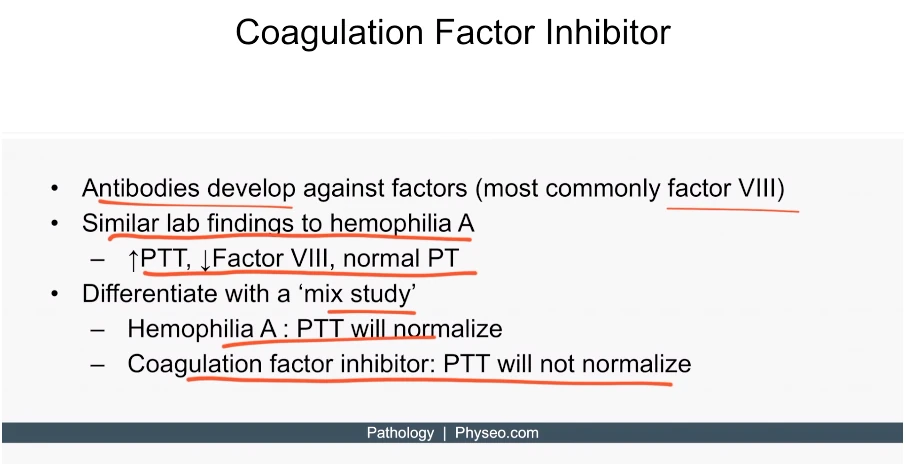 Coagulation Factor Inhibitor
• Antibodies develop against factors (most commonly factor VIII)
• Similar lab findings to hemophilia A
– ↑PTT, ↓Factor VIII, normal PT
• Differentiate with a ‘mix study’
– Hemophilia A : PTT will normalize
– Coagulation factor inhibitor: PTT will not normalize
Pathology | Physeo.com